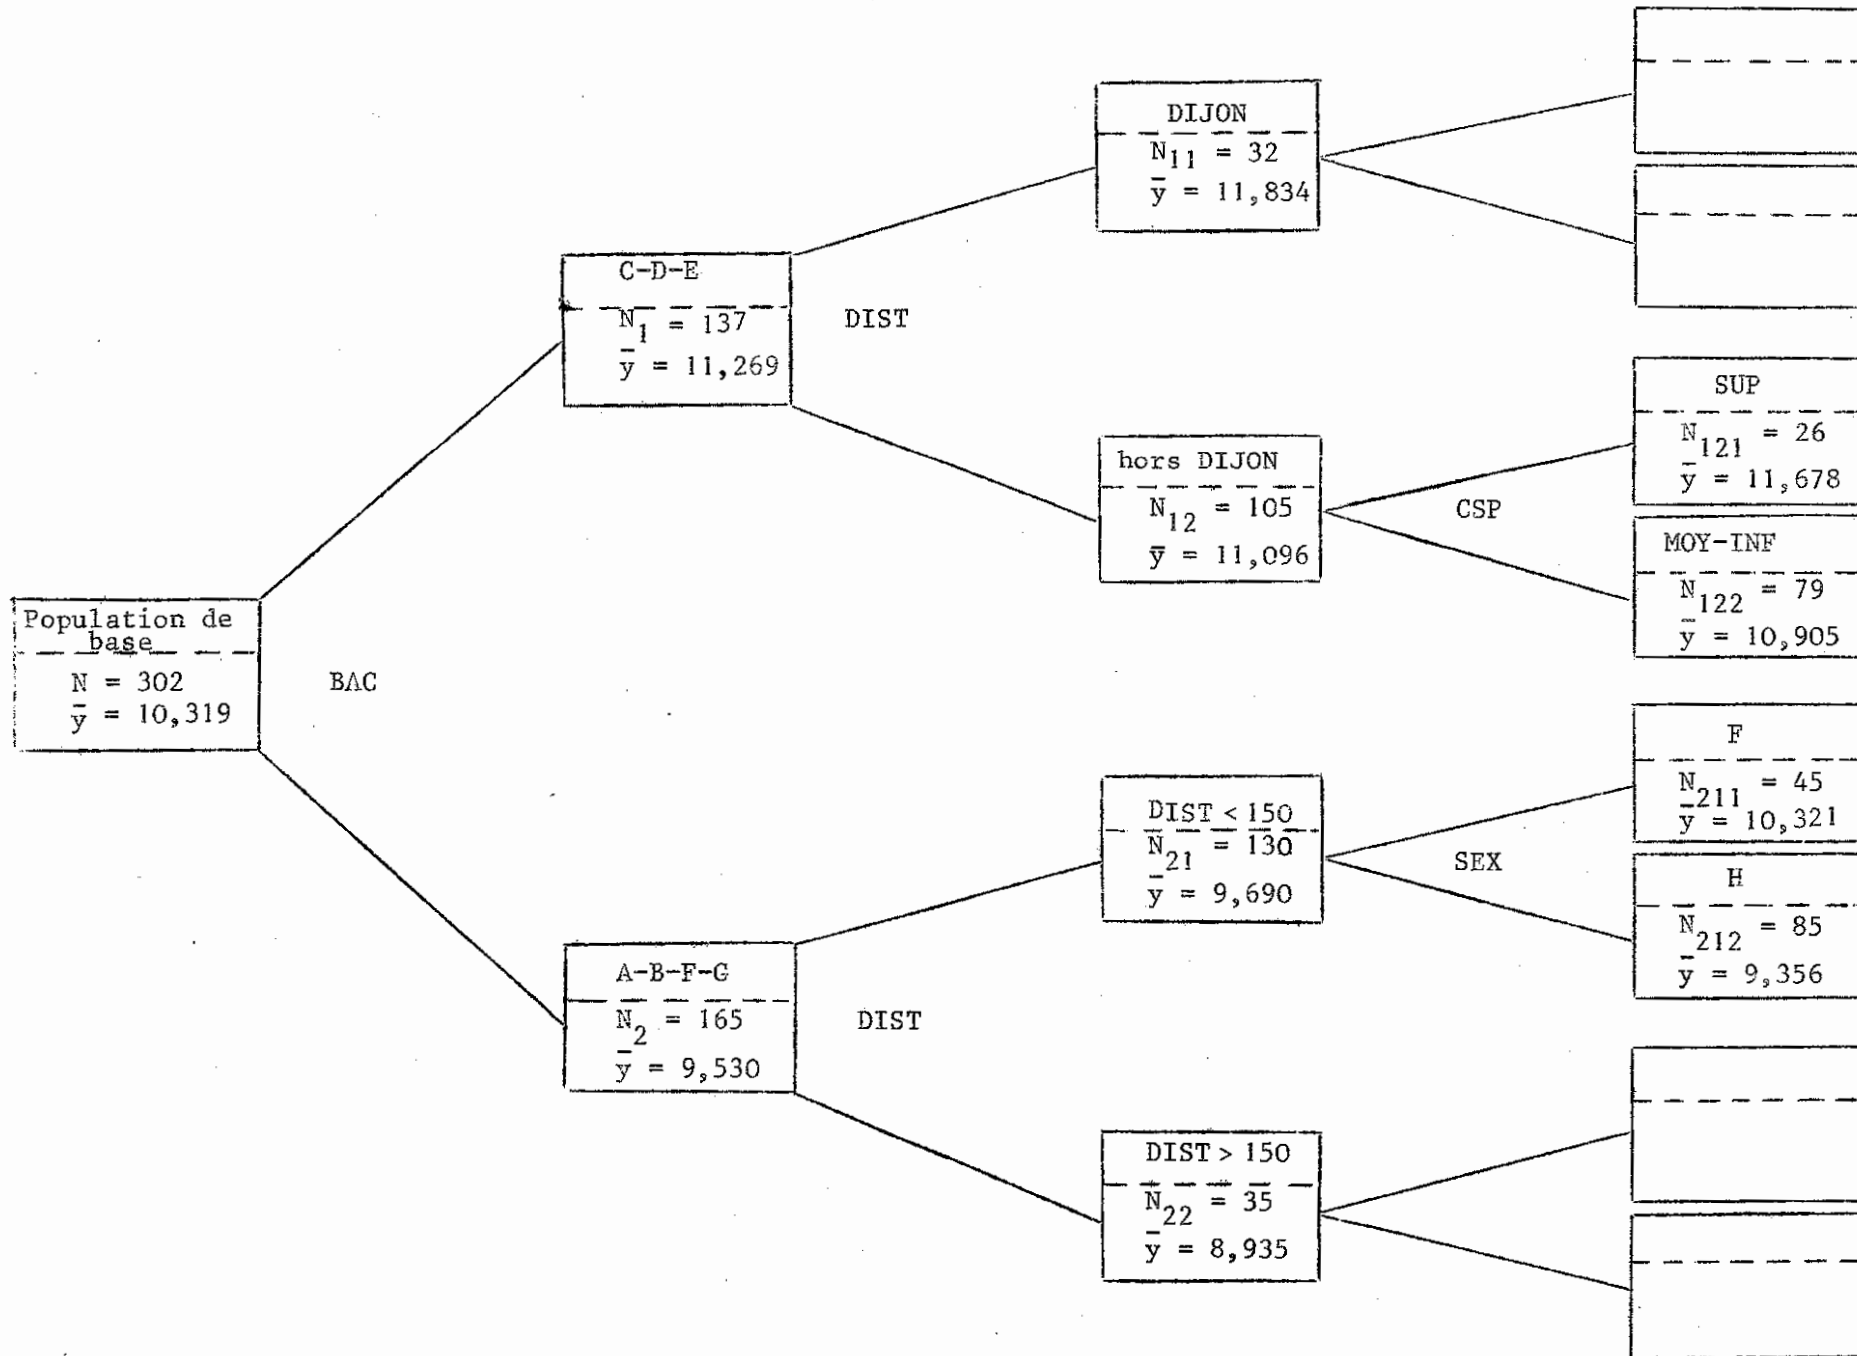 Population de
base
N = 302
ȳ = 10,319
BAC
C-D-E
N₁ = 137
ȳ = 11,269
DIST
DIJON
N₁₁ = 32
ȳ = 11,834
hors DIJON
N₁₂ = 105
ȳ = 11,096
CSP
SUP
N₁₂₁ = 26
ȳ = 11,678
MOY-INF
N₁₂₂ = 79
ȳ = 10,905
A-B-F-G
N₂ = 165
ȳ = 9,530
DIST
DIST < 150
N₂₁ = 130
ȳ = 9,690
SEX
F
N₂₁₁ = 45
ȳ = 10,321
H
N₂₁₂ = 85
ȳ = 9,356
DIST > 150
N₂₂ = 35
ȳ = 8,935